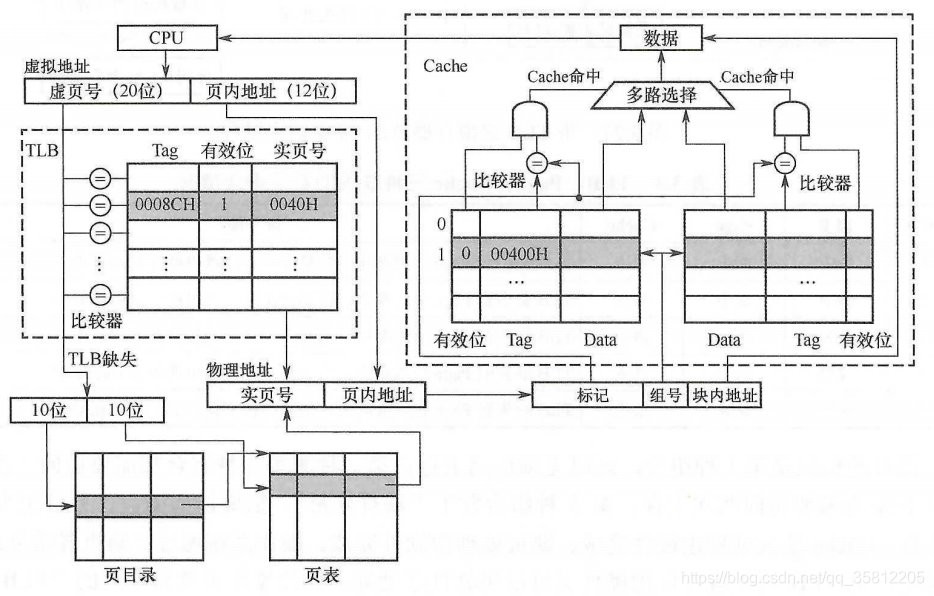 CPU
虚拟地址
虚页号（20位）
页内地址（12位）
TLB
Tag
有效位
实页号
0008CH
1
0040H
比较器
TLB缺失
10位
10位
页目录
页表
物理地址
实页号
页内地址
标记
组号
块内地址
Cache
数据
Cache命中
Cache命中
多路选择
比较器
比较器
0
1
0
00400H
...
...
有效位
Tag
Data
Data
Tag
有效位
https://blog.csdn.net/qq_35812205